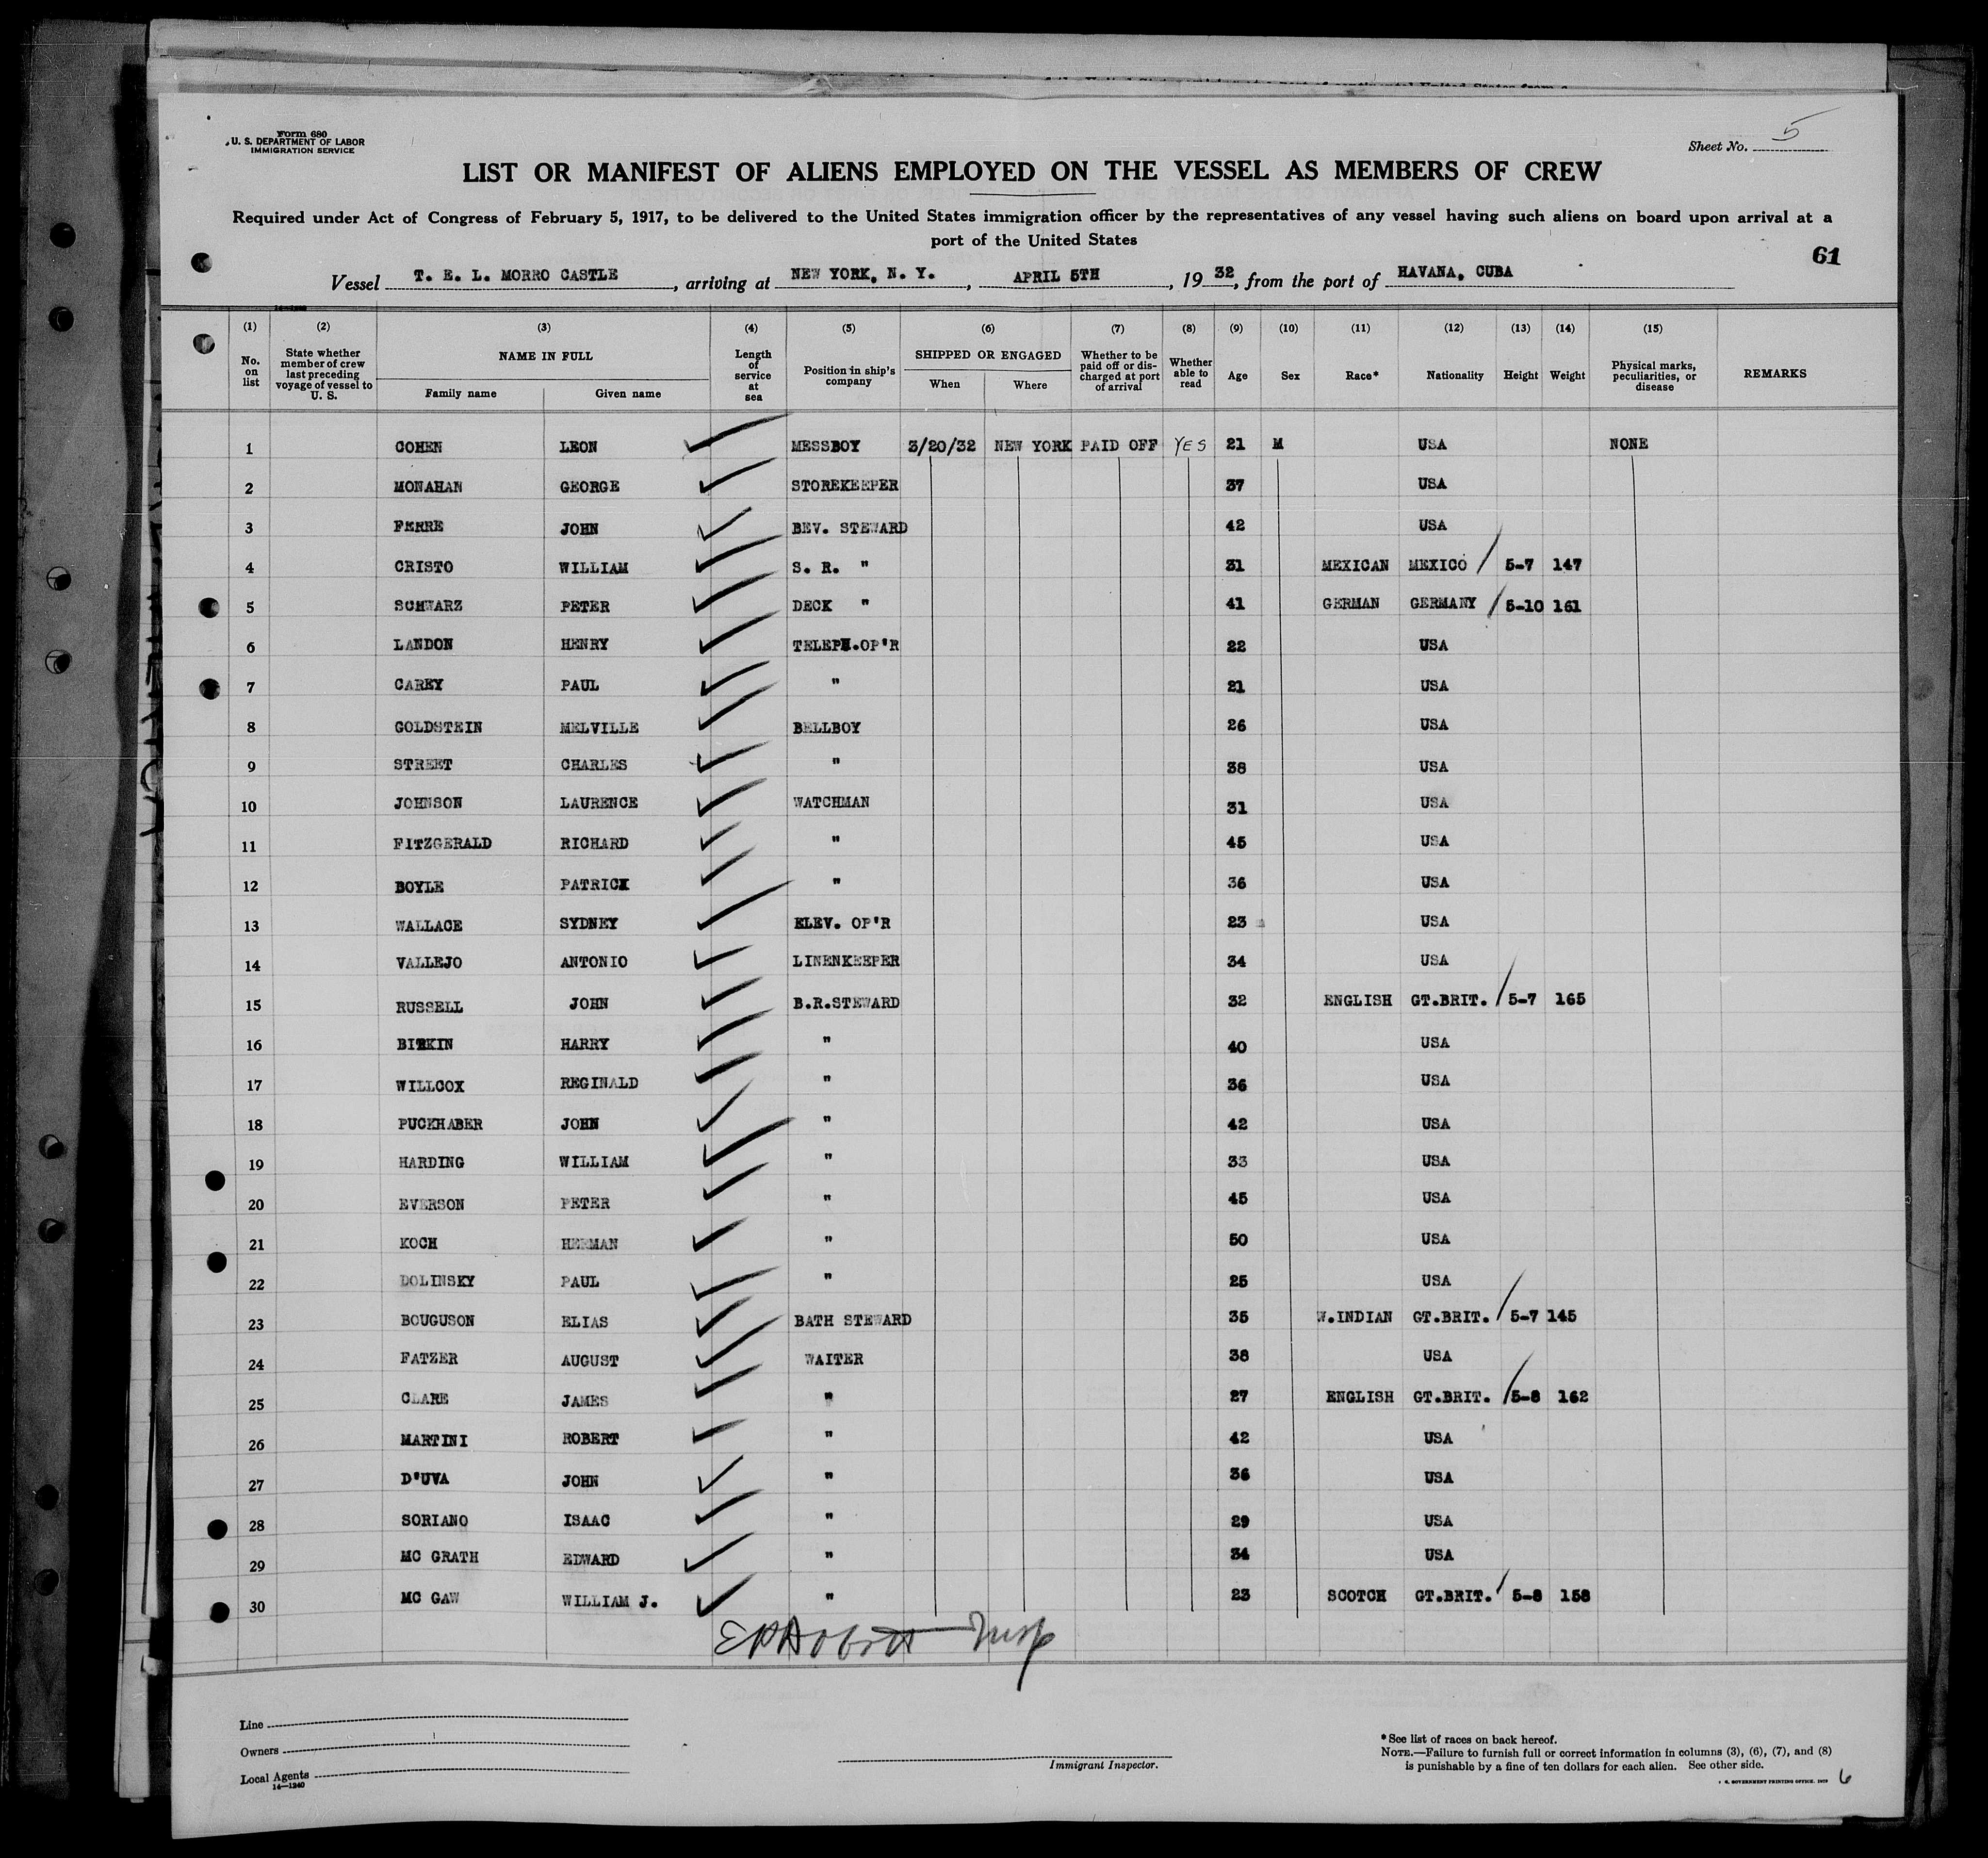 Form 680
U. S. DEPARTMENT OF LABOR
IMMIGRATION SERVICE
Sheet No. 5
LIST OR MANIFEST OF ALIENS EMPLOYED ON THE VESSEL AS MEMBERS OF CREW
Required under Act of Congress of February 5, 1917, to be delivered to the United States immigration officer by the representatives of any vessel having such aliens on board upon arrival at a
port of the United States
61
Vessel T. E. L. MORRO CASTLE, arriving at NEW YORK, N. Y., APRIL 5TH, 1932, from the port of HAVANA, CUBA
(1) (2) (3) (4) (5) (6) (7) (8) (9) (10) (11) (12) (13) (14) (15)
No. on list State whether member of crew last preceding voyage of vessel to U. S. NAME IN FULL Family name Given name Length of service at sea Position in ship's company SHIPPED OR ENGAGED When Where Whether to be paid off or discharged at port of arrival Whether able to read Age Sex Race* Nationality Height Weight Physical marks, peculiarities, or disease REMARKS
1 COHEN LEON MESSBOY 3/20/32 NEW YORK PAID OFF YES 21 M USA NONE
2 MONAHAN GEORGE STOREKEEPER 37 USA
3 FERRE JOHN BEV. STEWARD 42 USA
4 CRISTO WILLIAM S. R. " 31 MEXICAN MEXICO 5-7 147
5 SCHWARZ PETER DECK " 41 GERMAN GERMANY 5-10 161
6 LANDON HENRY TELEPH.OP'R 22 USA
7 CAREY PAUL " 21 USA
8 GOLDSTEIN MELVILLE BELLBOY 26 USA
9 STREET CHARLES " 38 USA
10 JOHNSON LAURENCE WATCHMAN 31 USA
11 FITZGERALD RICHARD " 45 USA
12 BOYLE PATRICK " 36 USA
13 WALLACE SYDNEY ELEV. OP'R 23 USA
14 VALLEJO ANTONIO LINENKEEPER 34 USA
15 RUSSELL JOHN B.R.STEWARD 32 ENGLISH GT.BRIT. 5-7 165
16 BIRKIN HARRY " 40 USA
17 WILLCOX REGINALD " 36 USA
18 PUCKHABER JOHN " 42 USA
19 HARDING WILLIAM " 33 USA
20 EVERSON PETER " 45 USA
21 KOCH HERMAN " 50 USA
22 DOLINSKY PAUL " 25 USA
23 BOUGUSON ELIAS BATH STEWARD 35 W.INDIAN GT.BRIT. 5-7 145
24 FATZER AUGUST WAITER 38 USA
25 CLARE JAMES " 27 ENGLISH GT.BRIT. 5-8 162
26 MARTINI ROBERT " 42 USA
27 D'UVA JOHN " 36 USA
28 SORIANO ISAAC " 29 USA
29 MC GRATH EDWARD " 34 USA
30 MC GAW WILLIAM J. " 23 SCOTCH GT.BRIT. 5-8 158
Insp
Line
Owners
Local Agents
14—1240
Immigrant Inspector.
*See list of races on back hereof.
NOTE.—Failure to furnish full or correct information in columns (3), (6), (7), and (8)
is punishable by a fine of ten dollars for each alien. See other side.
GOVERNMENT PRINTING OFFICE
6